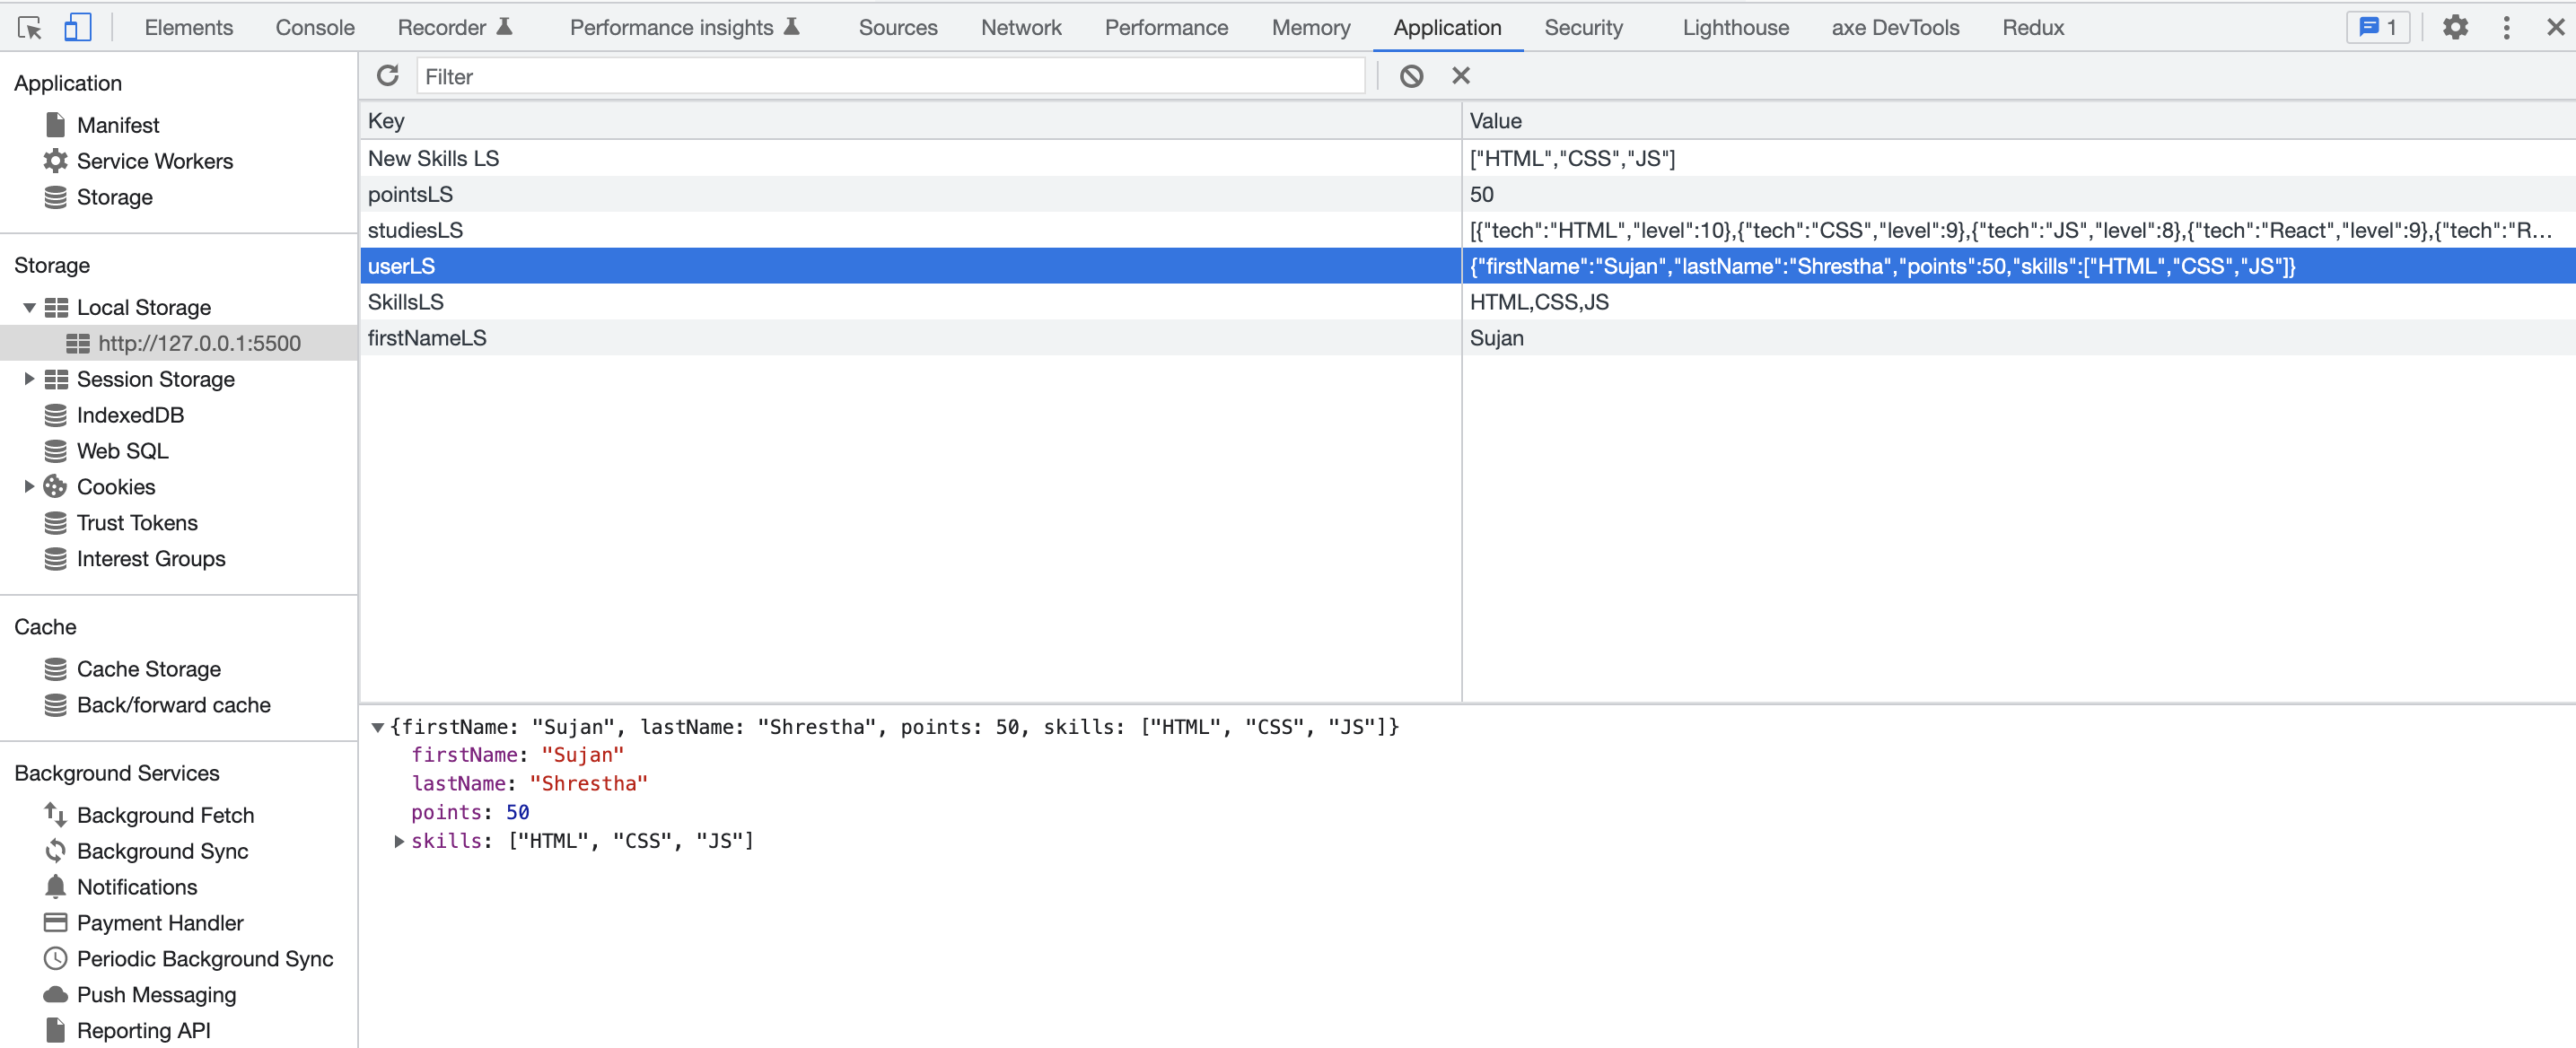 Elements Console Recorder Performance insights Sources Network Performance Memory Application Security Lighthouse axe DevTools Redux 1
Application
Manifest
Service Workers
Storage
Storage
Local Storage
http://127.0.0.1:5500
Session Storage
IndexedDB
Web SQL
Cookies
Trust Tokens
Interest Groups
Cache
Cache Storage
Back/forward cache
Background Services
Background Fetch
Background Sync
Notifications
Payment Handler
Periodic Background Sync
Push Messaging
Reporting API
Filter
Key Value
New Skills LS ["HTML","CSS","JS"]
pointsLS 50
studiesLS [{"tech":"HTML","level":10},{"tech":"CSS","level":9},{"tech":"JS","level":8},{"tech":"React","level":9},{"tech":"R…
userLS {"firstName":"Sujan","lastName":"Shrestha","points":50,"skills":["HTML","CSS","JS"]}
SkillsLS HTML,CSS,JS
firstNameLS Sujan
{firstName: "Sujan", lastName: "Shrestha", points: 50, skills: ["HTML", "CSS", "JS"]}
firstName: "Sujan"
lastName: "Shrestha"
points: 50
skills: ["HTML", "CSS", "JS"]